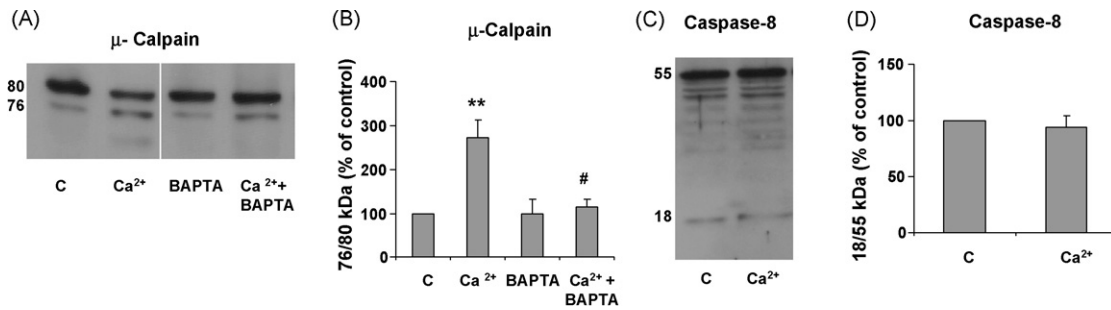 (A)
μ- Calpain
80
76
C Ca²⁺ BAPTA Ca ²⁺+
BAPTA
(B)
μ-Calpain
76/80 kDa (% of control)
400
300
200
100
0
**
#
C Ca ²⁺ BAPTA Ca²⁺ +
BAPTA
(C)
Caspase-8
55
18
C Ca²⁺
(D)
Caspase-8
18/55 kDa (% of control)
150
100
50
0
C Ca²⁺